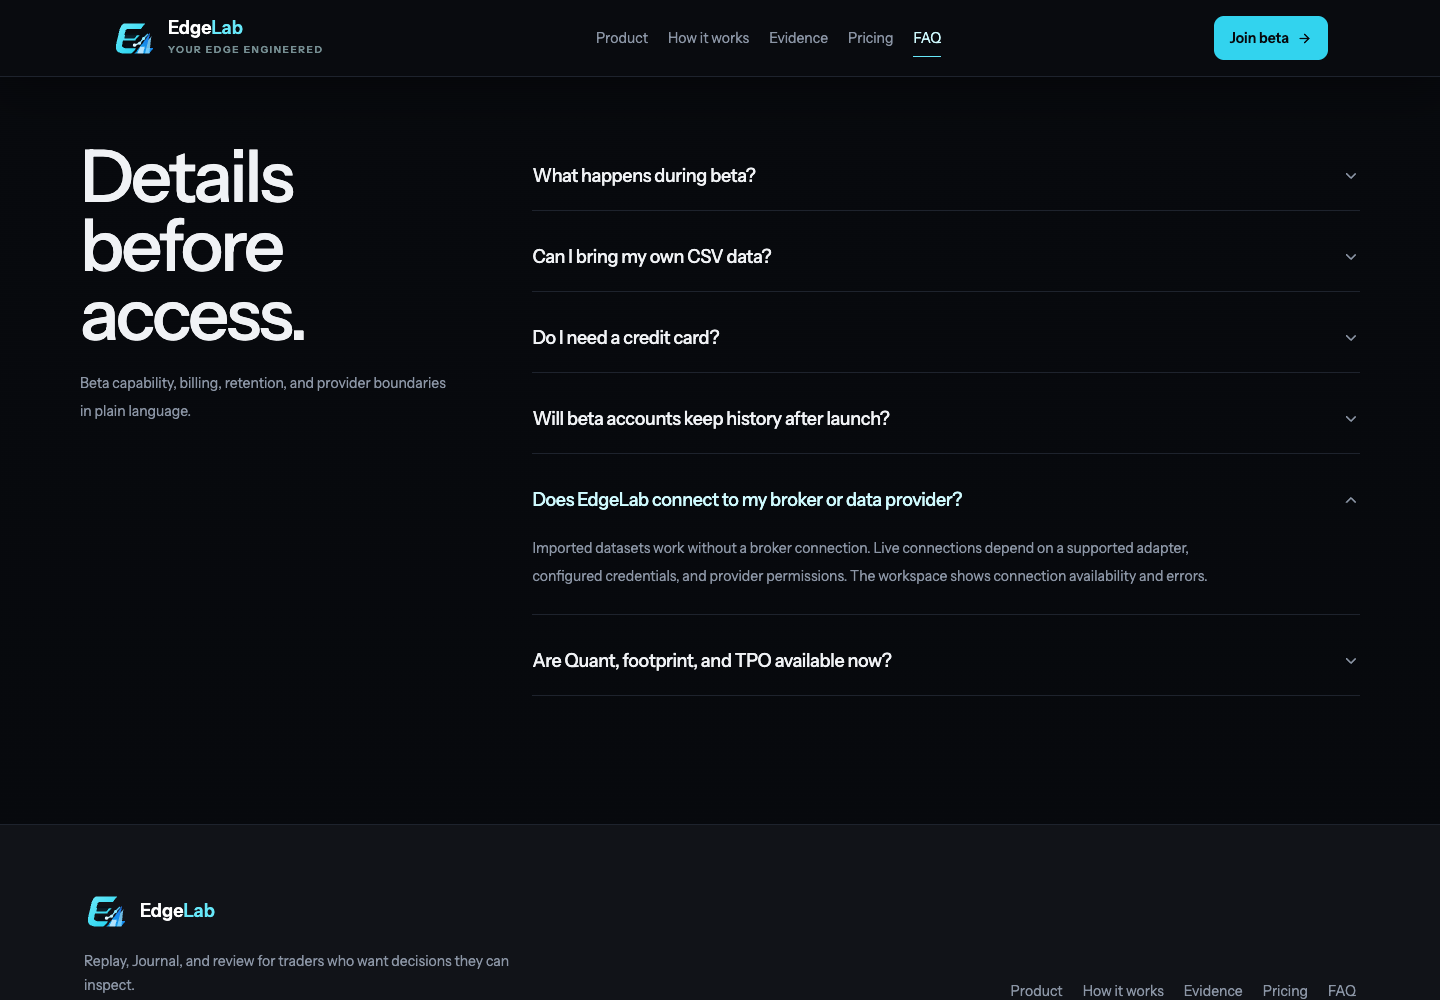 EdgeLab
YOUR EDGE ENGINEERED
Product
How it works
Evidence
Pricing
FAQ
Join beta
Details
before
access.
Beta capability, billing, retention, and provider boundaries
in plain language.
What happens during beta?
Can I bring my own CSV data?
Do I need a credit card?
Will beta accounts keep history after launch?
Does EdgeLab connect to my broker or data provider?
Imported datasets work without a broker connection. Live connections depend on a supported adapter,
configured credentials, and provider permissions. The workspace shows connection availability and errors.
Are Quant, footprint, and TPO available now?
EdgeLab
Replay, Journal, and review for traders who want decisions they can
inspect.
Product
How it works
Evidence
Pricing
FAQ